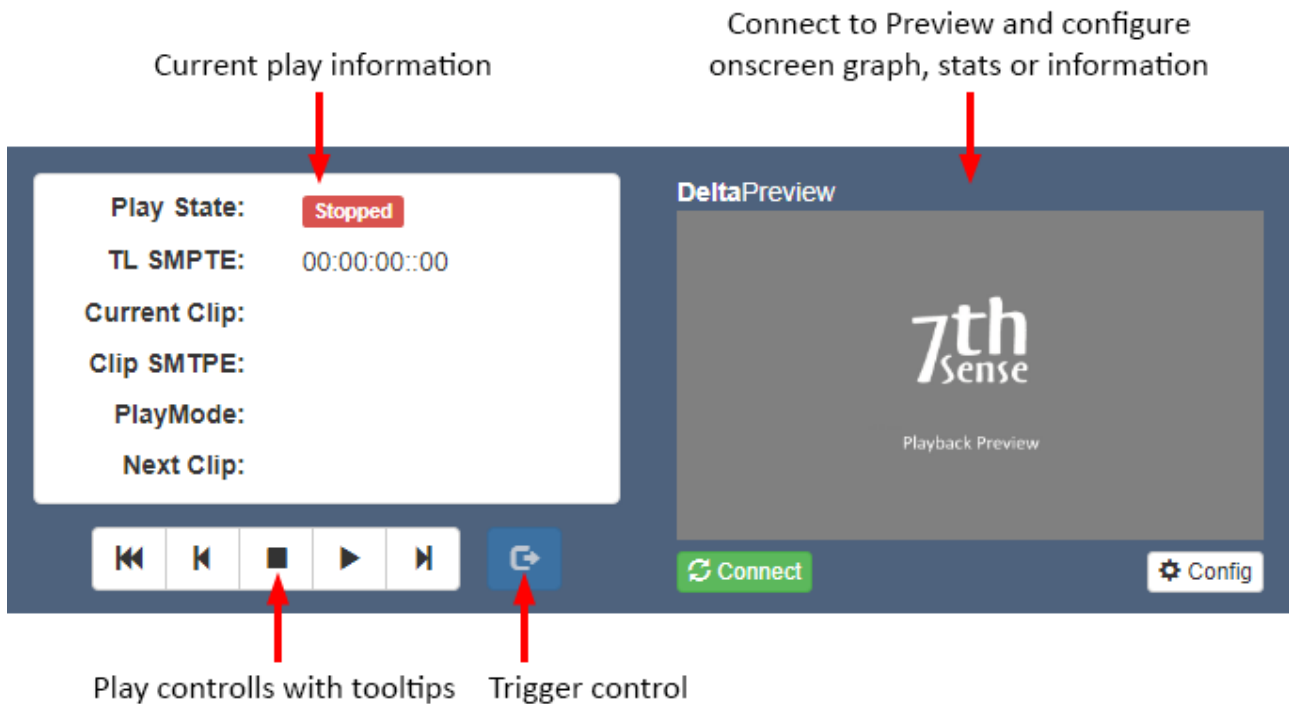 Connect to Preview and configure
onscreen graph, stats or information
Current play information
Play State: Stopped
TL SMPTE: 00:00:00::00
Current Clip:
Clip SMTPE:
PlayMode:
Next Clip:
DeltaPreview
7th
Sense
Playback Preview
Connect
Config
Play controlls with tooltips
Trigger control